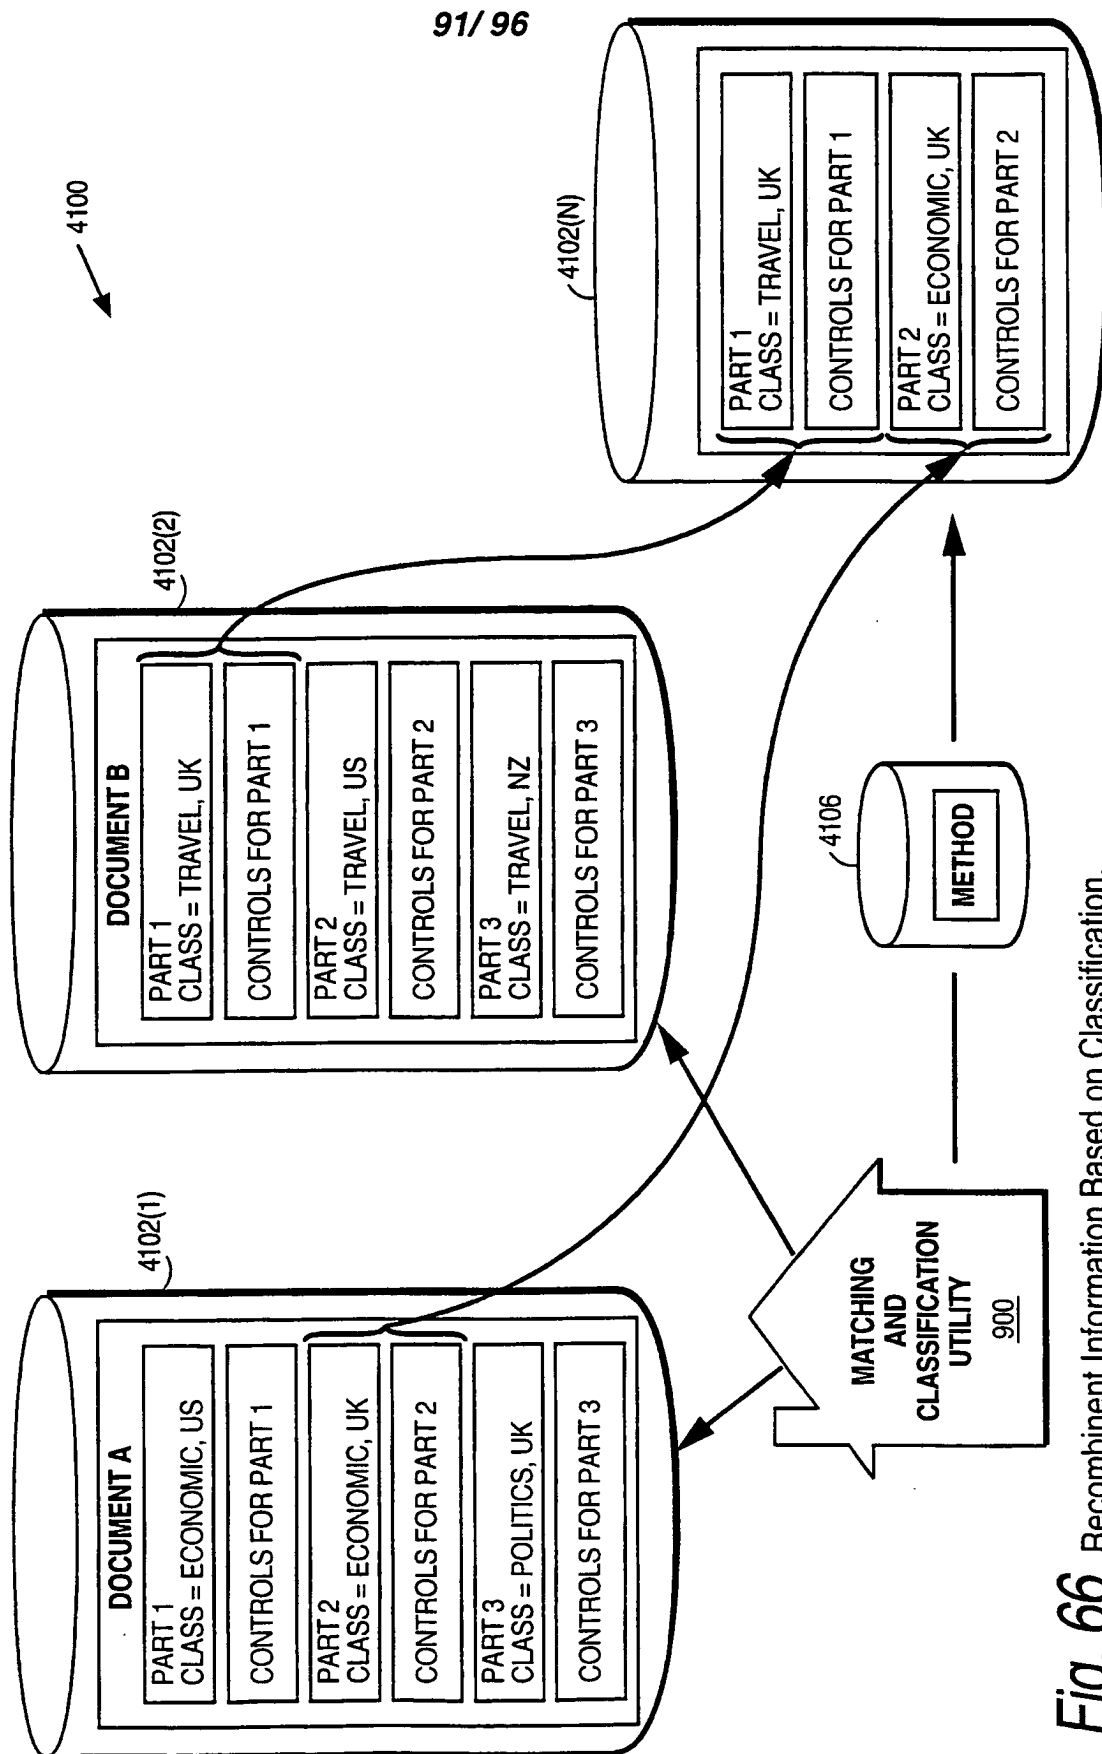 91/96
4100
4102(1)
DOCUMENT A
PART 1
CLASS = ECONOMIC, US
CONTROLS FOR PART 1
PART 2
CLASS = ECONOMIC, UK
CONTROLS FOR PART 2
PART 3
CLASS = POLITICS, UK
CONTROLS FOR PART 3
4102(2)
DOCUMENT B
PART 1
CLASS = TRAVEL, UK
CONTROLS FOR PART 1
PART 2
CLASS = TRAVEL, US
CONTROLS FOR PART 2
PART 3
CLASS = TRAVEL, NZ
CONTROLS FOR PART 3
4102(N)
PART 1
CLASS = TRAVEL, UK
CONTROLS FOR PART 1
PART 2
CLASS = ECONOMIC, UK
CONTROLS FOR PART 2
MATCHING
AND
CLASSIFICATION
UTILITY
900
4106
METHOD
Fig. 66 Recombinent Information Based on Classification.